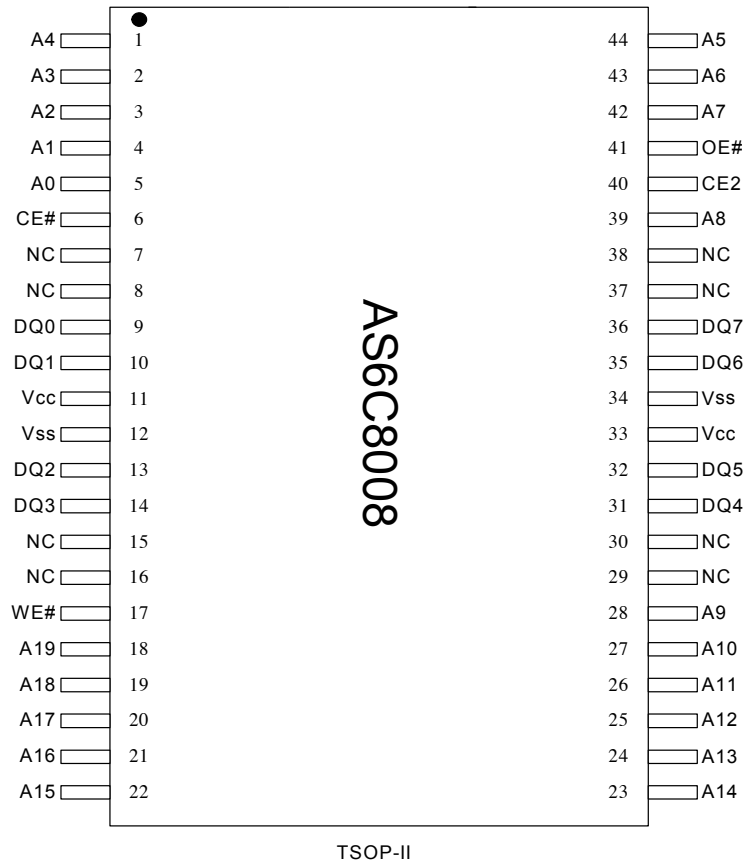 A4 1 44 A5
A3 2 43 A6
A2 3 42 A7
A1 4 41 OE#
A0 5 40 CE2
CE# 6 39 A8
NC 7 38 NC
NC 8 37 NC
DQ0 9 36 DQ7
DQ1 10 35 DQ6
Vcc 11 34 Vss
Vss 12 33 Vcc
DQ2 13 32 DQ5
DQ3 14 31 DQ4
NC 15 30 NC
NC 16 29 NC
WE# 17 28 A9
A19 18 27 A10
A18 19 26 A11
A17 20 25 A12
A16 21 24 A13
A15 22 23 A14
AS6C8008
TSOP-II